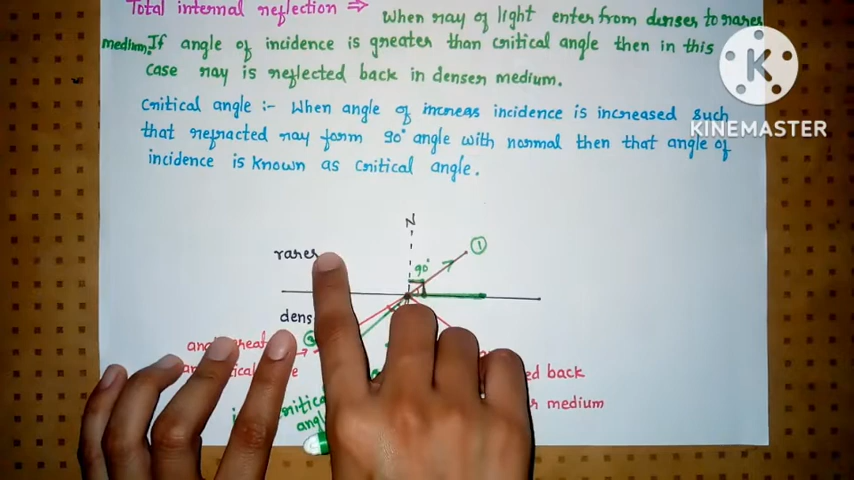 Total internal reflection ⇒ When ray of light enter from denser to rarer
medium. If angle of incidence is greater than critical angle then in this
case ray is reflected back in denser medium.
Critical angle :- When angle of increas incidence is increased such
that refracted ray form 90° angle with normal then that angle of
incidence is known as critical angle.
K
KINEMASTER
N
rarer
1
90°
dens
back
medium